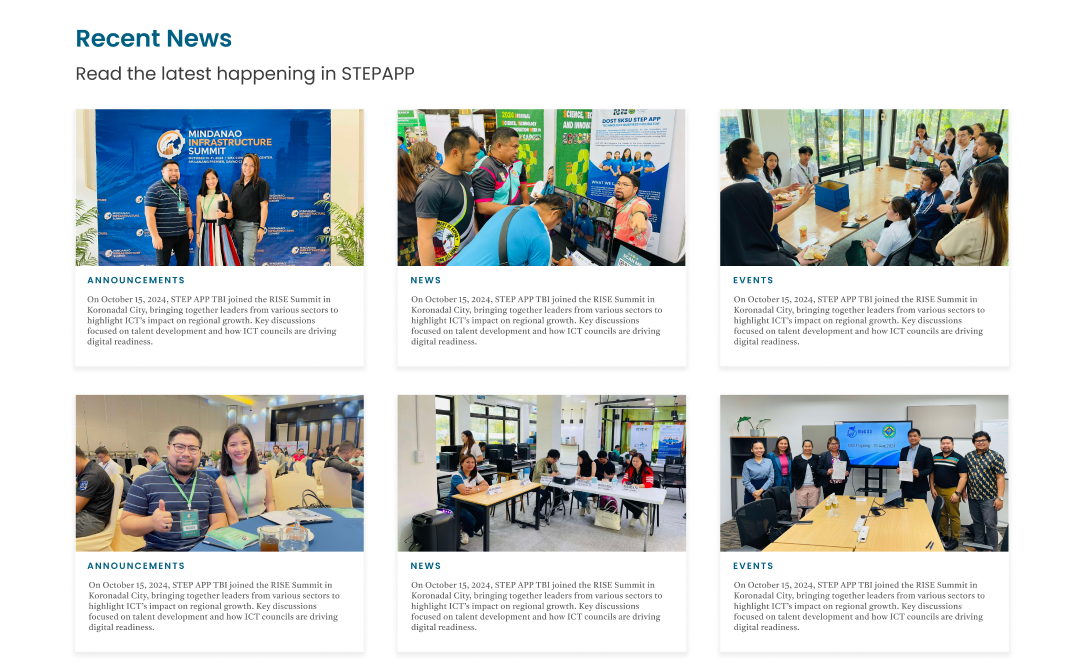 Recent News
Read the latest happening in STEPAPP
MINDANAO
INFRASTRUCTURE
SUMMIT
MINDANAO
INFRASTRUCTURE
SUMMIT
2024 REGIONAL
SCIENCE,
AND INNOVA
DOST SKSU STEP APP
WHAT WE
ANNOUNCEMENTS
On October 15, 2024, STEP APP TBI joined the RISE Summit in
Koronadal City, bringing together leaders from various sectors to
highlight ICT's impact on regional growth. Key discussions
focused on talent development and how ICT councils are driving
digital readiness.
NEWS
On October 15, 2024, STEP APP TBI joined the RISE Summit in
Koronadal City, bringing together leaders from various sectors to
highlight ICT's impact on regional growth. Key discussions
focused on talent development and how ICT councils are driving
digital readiness.
EVENTS
On October 15, 2024, STEP APP TBI joined the RISE Summit in
Koronadal City, bringing together leaders from various sectors to
highlight ICT's impact on regional growth. Key discussions
focused on talent development and how ICT councils are driving
digital readiness.
ANNOUNCEMENTS
On October 15, 2024, STEP APP TBI joined the RISE Summit in
Koronadal City, bringing together leaders from various sectors to
highlight ICT's impact on regional growth. Key discussions
focused on talent development and how ICT councils are driving
digital readiness.
NEWS
On October 15, 2024, STEP APP TBI joined the RISE Summit in
Koronadal City, bringing together leaders from various sectors to
highlight ICT's impact on regional growth. Key discussions
focused on talent development and how ICT councils are driving
digital readiness.
EVENTS
On October 15, 2024, STEP APP TBI joined the RISE Summit in
Koronadal City, bringing together leaders from various sectors to
highlight ICT's impact on regional growth. Key discussions
focused on talent development and how ICT councils are driving
digital readiness.